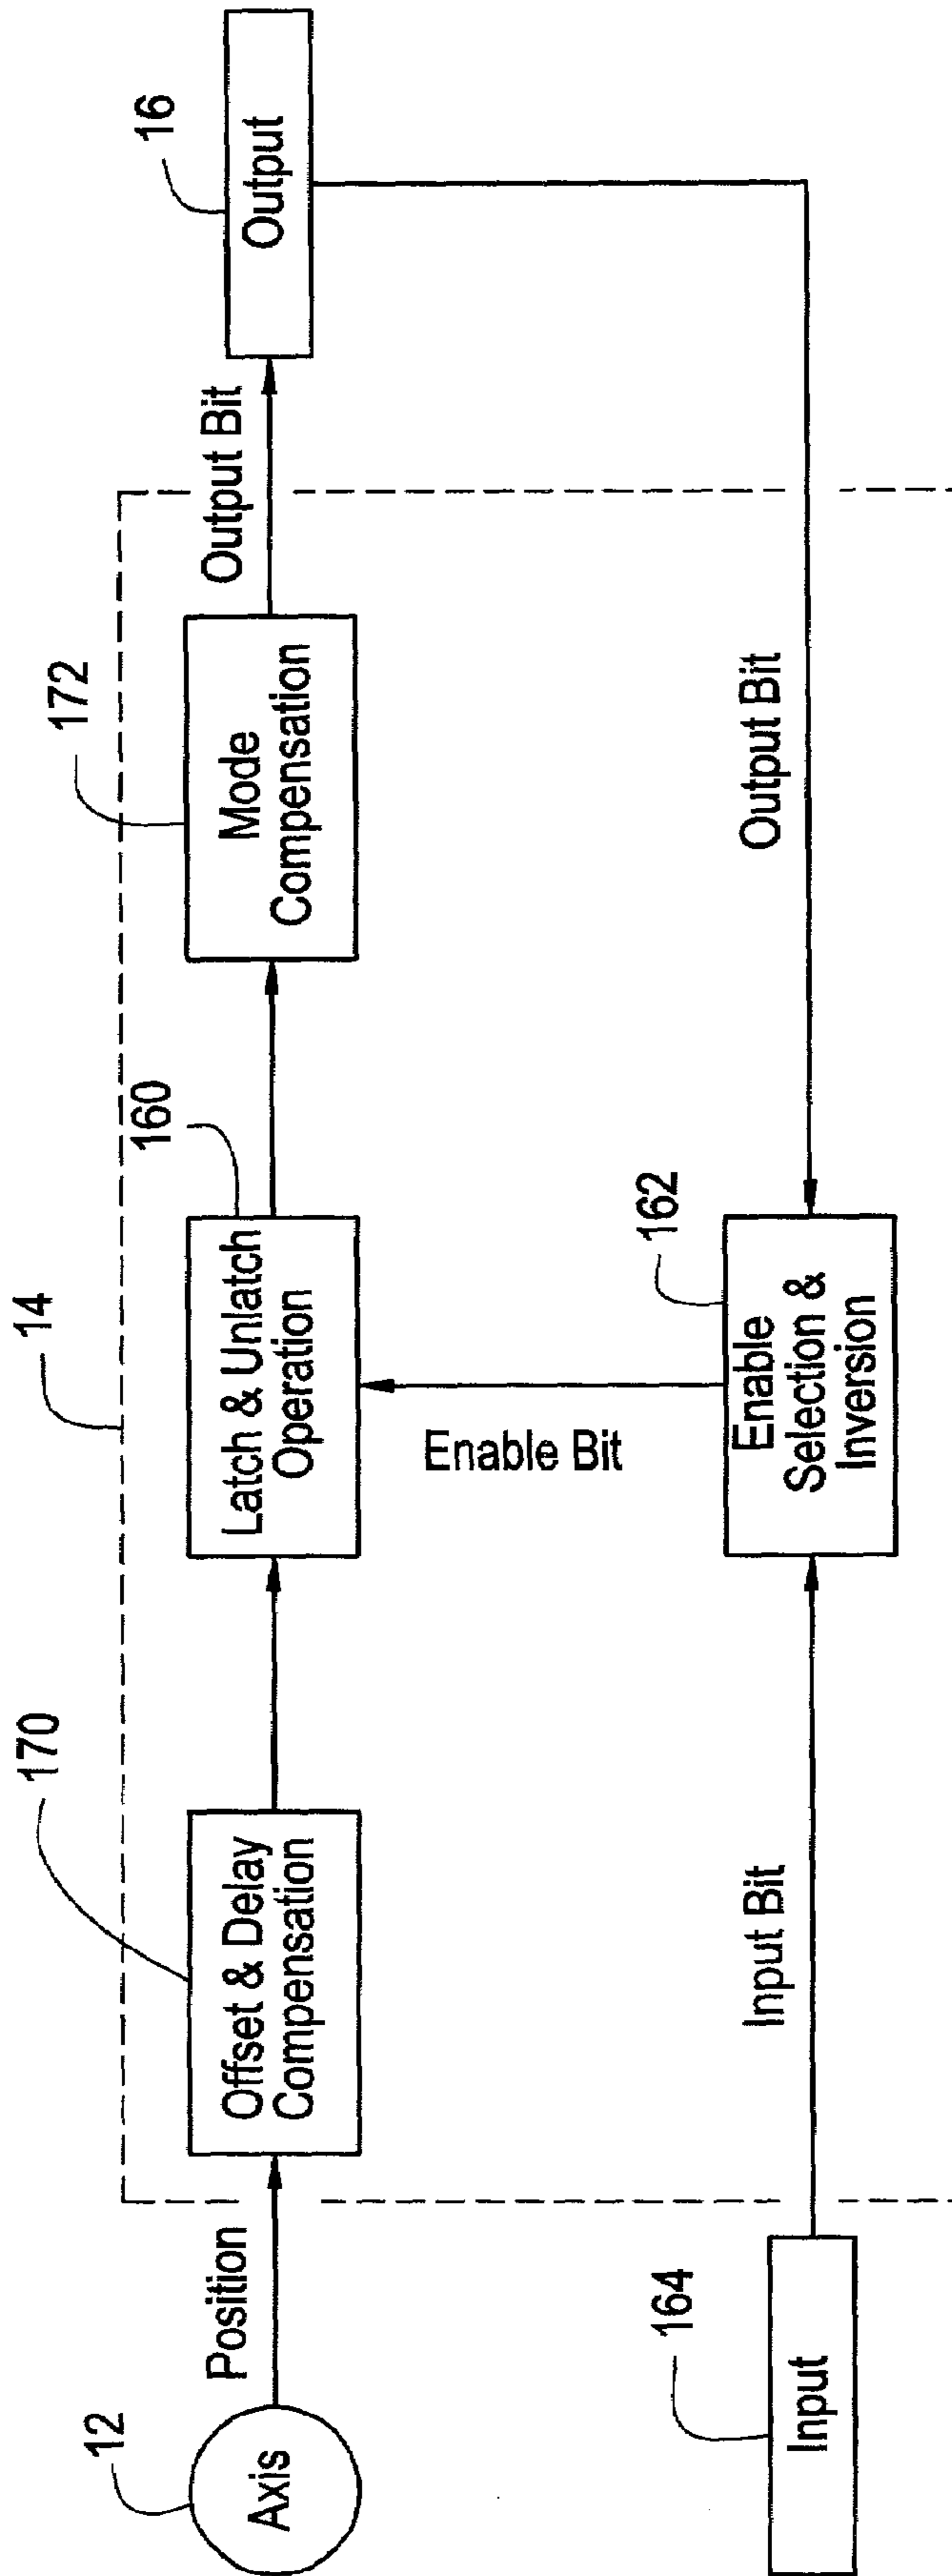 14
12
Axis
Position
170
Offset & Delay
Compensation
160
Latch & Unlatch
Operation
172
Mode
Compensation
Output Bit
16
Output
Enable Bit
164
Input
Input Bit
162
Enable
Selection &
Inversion
Output Bit